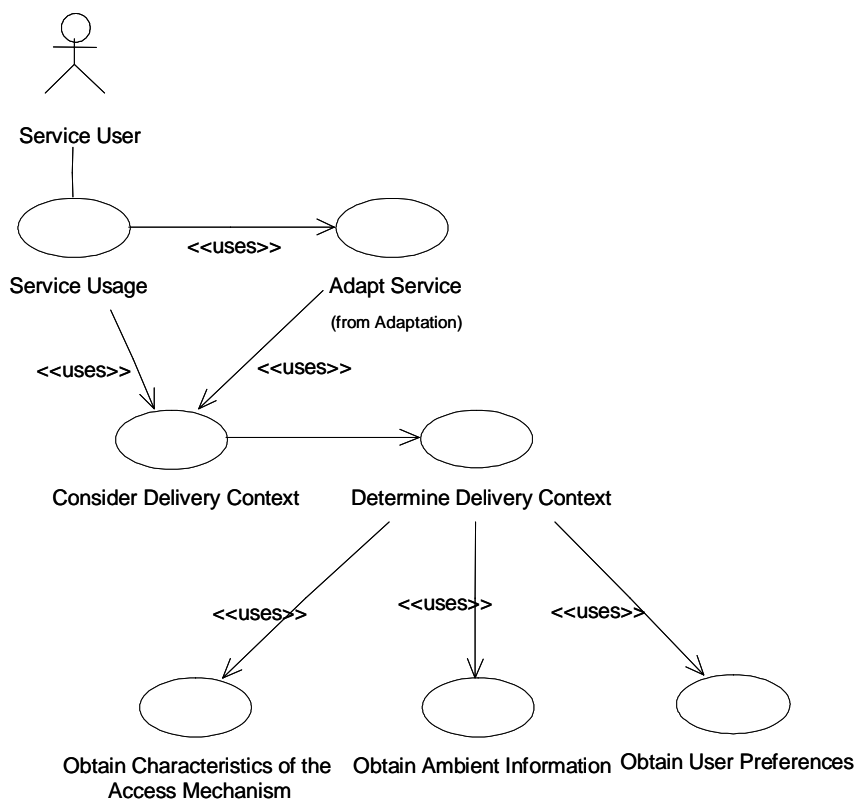 Service User
<<uses>>
Service Usage
Adapt Service
(from Adaptation)
<<uses>>
<<uses>>
Consider Delivery Context
Determine Delivery Context
<<uses>>
<<uses>>
<<uses>>
Obtain Characteristics of the
Access Mechanism
Obtain Ambient Information
Obtain User Preferences